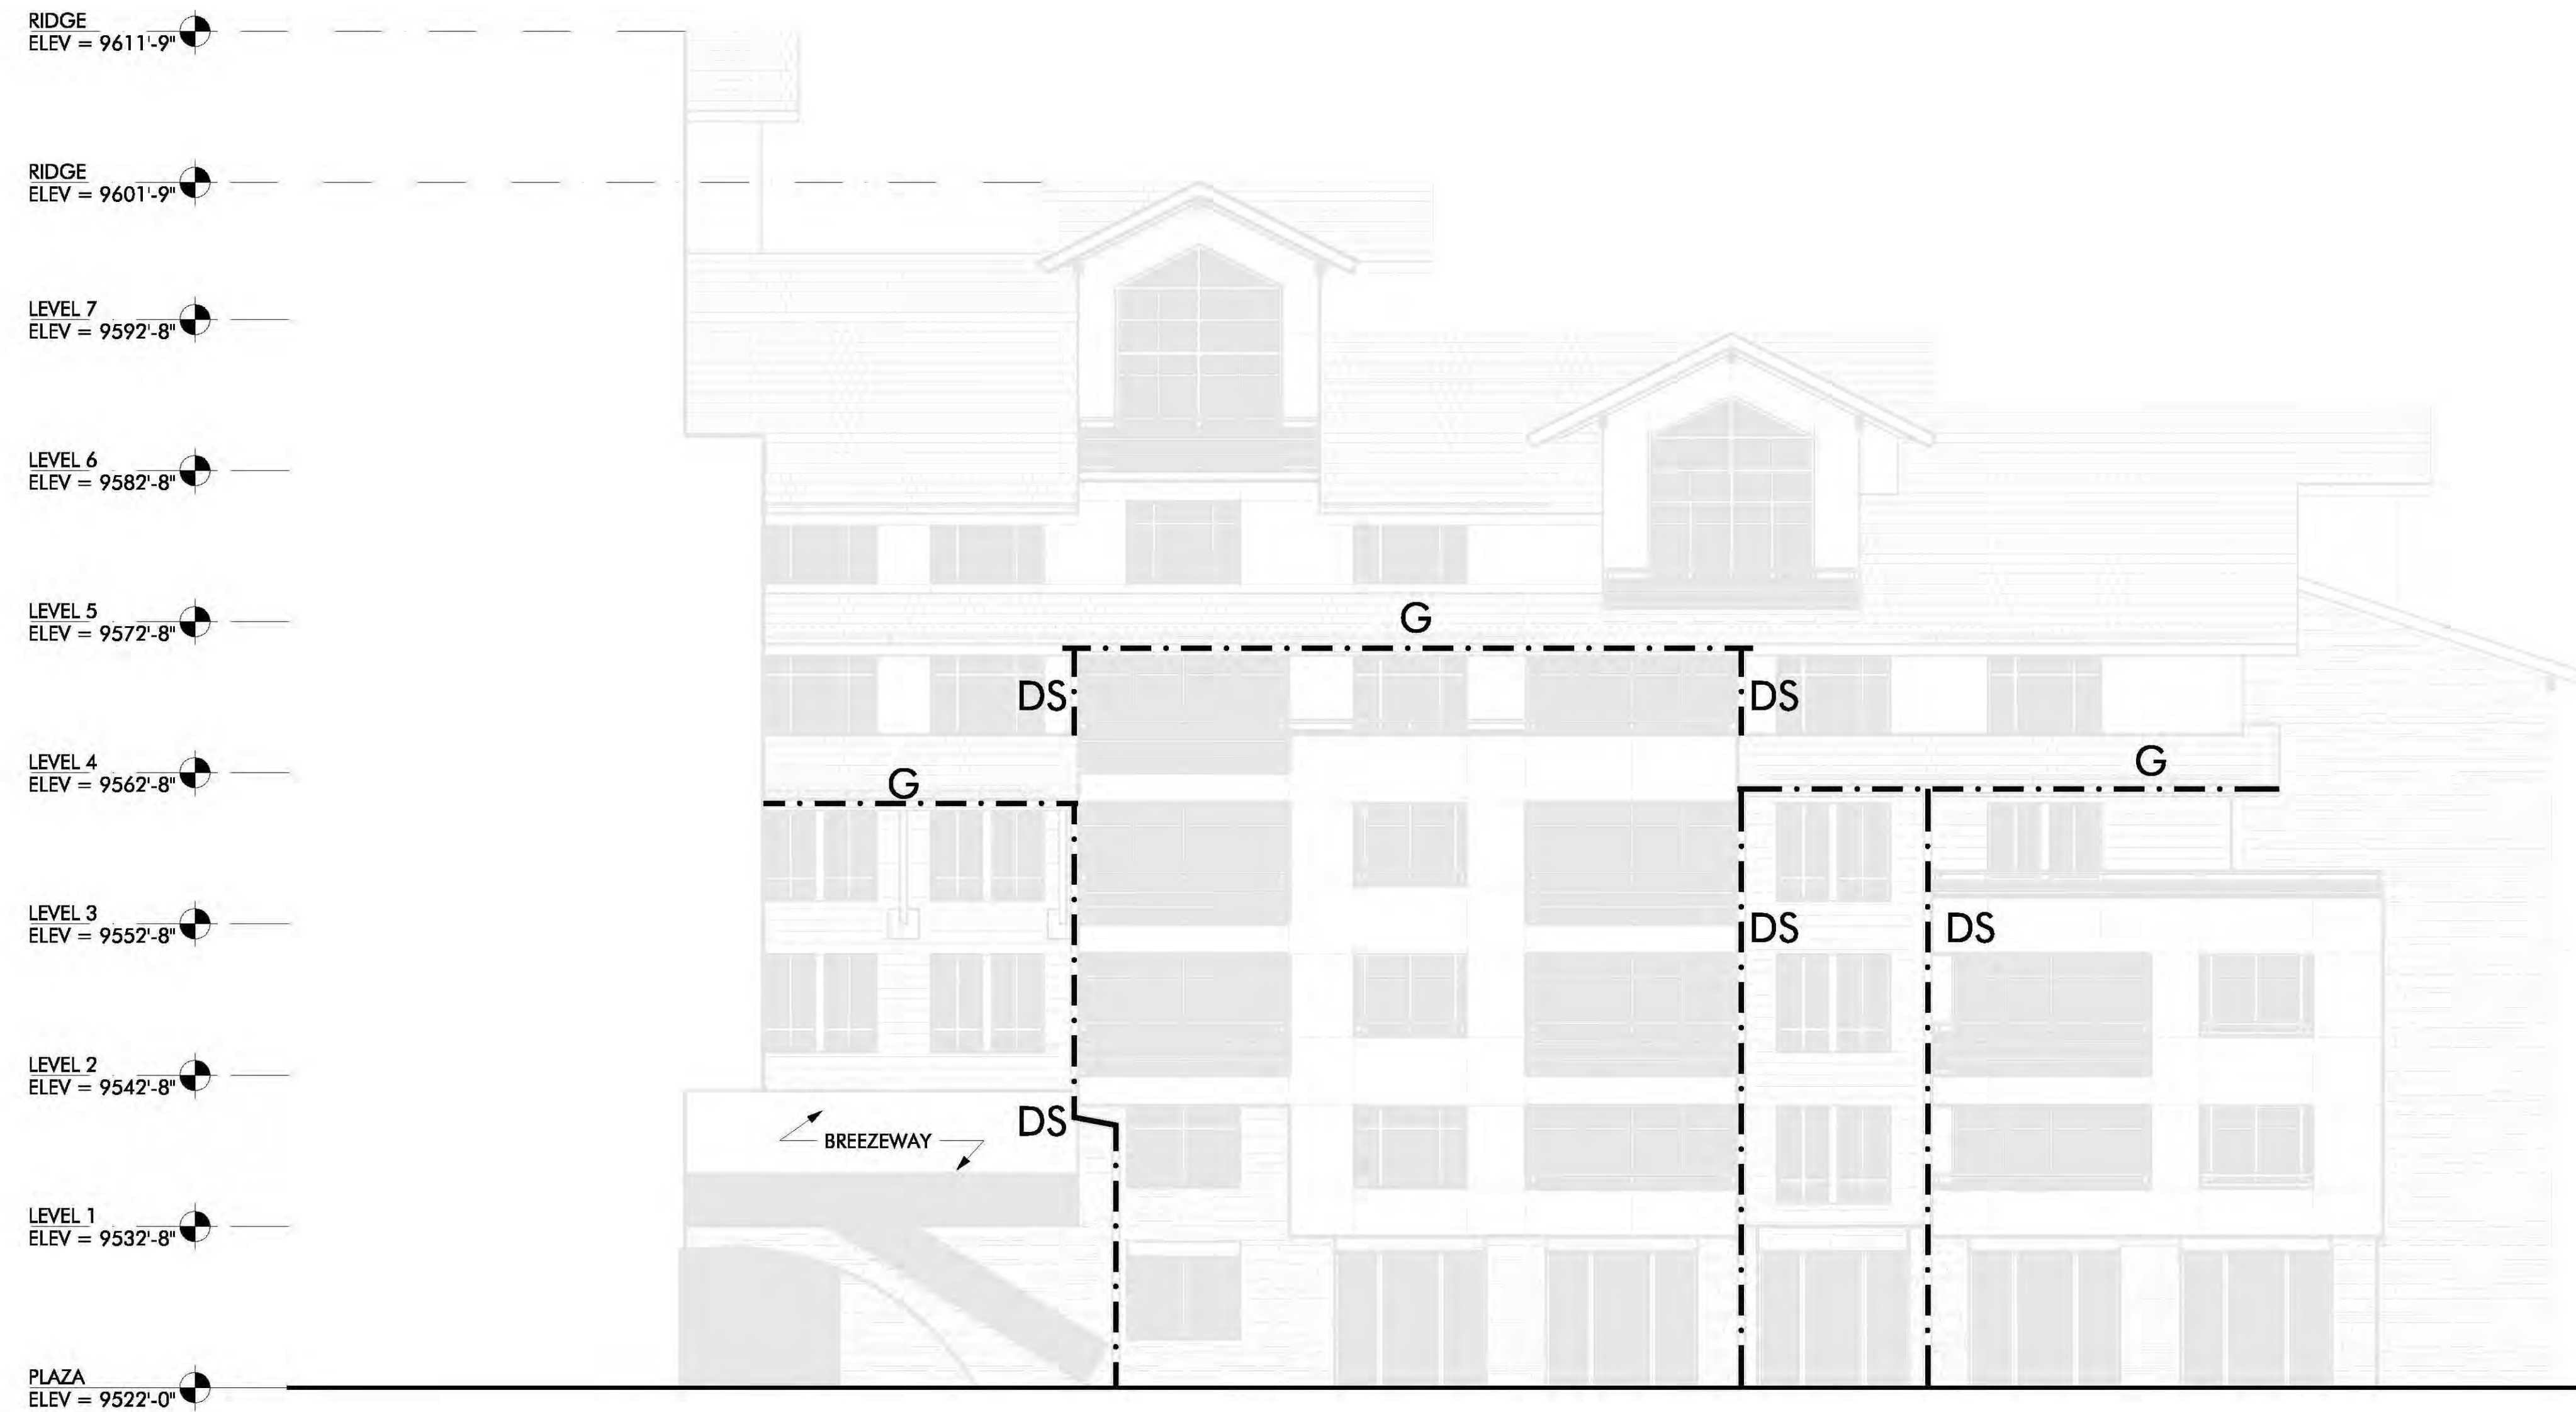 RIDGE
ELEV = 9611'-9"
RIDGE
ELEV = 9601'-9"
LEVEL 7
ELEV = 9592'-8"
LEVEL 6
ELEV = 9582'-8"
LEVEL 5
ELEV = 9572'-8"
G
DS
DS
LEVEL 4
ELEV = 9562'-8"
G
G
LEVEL 3
ELEV = 9552'-8"
DS
DS
LEVEL 2
ELEV = 9542'-8"
DS
BREEZEWAY
LEVEL 1
ELEV = 9532'-8"
PLAZA
ELEV = 9522'-0"